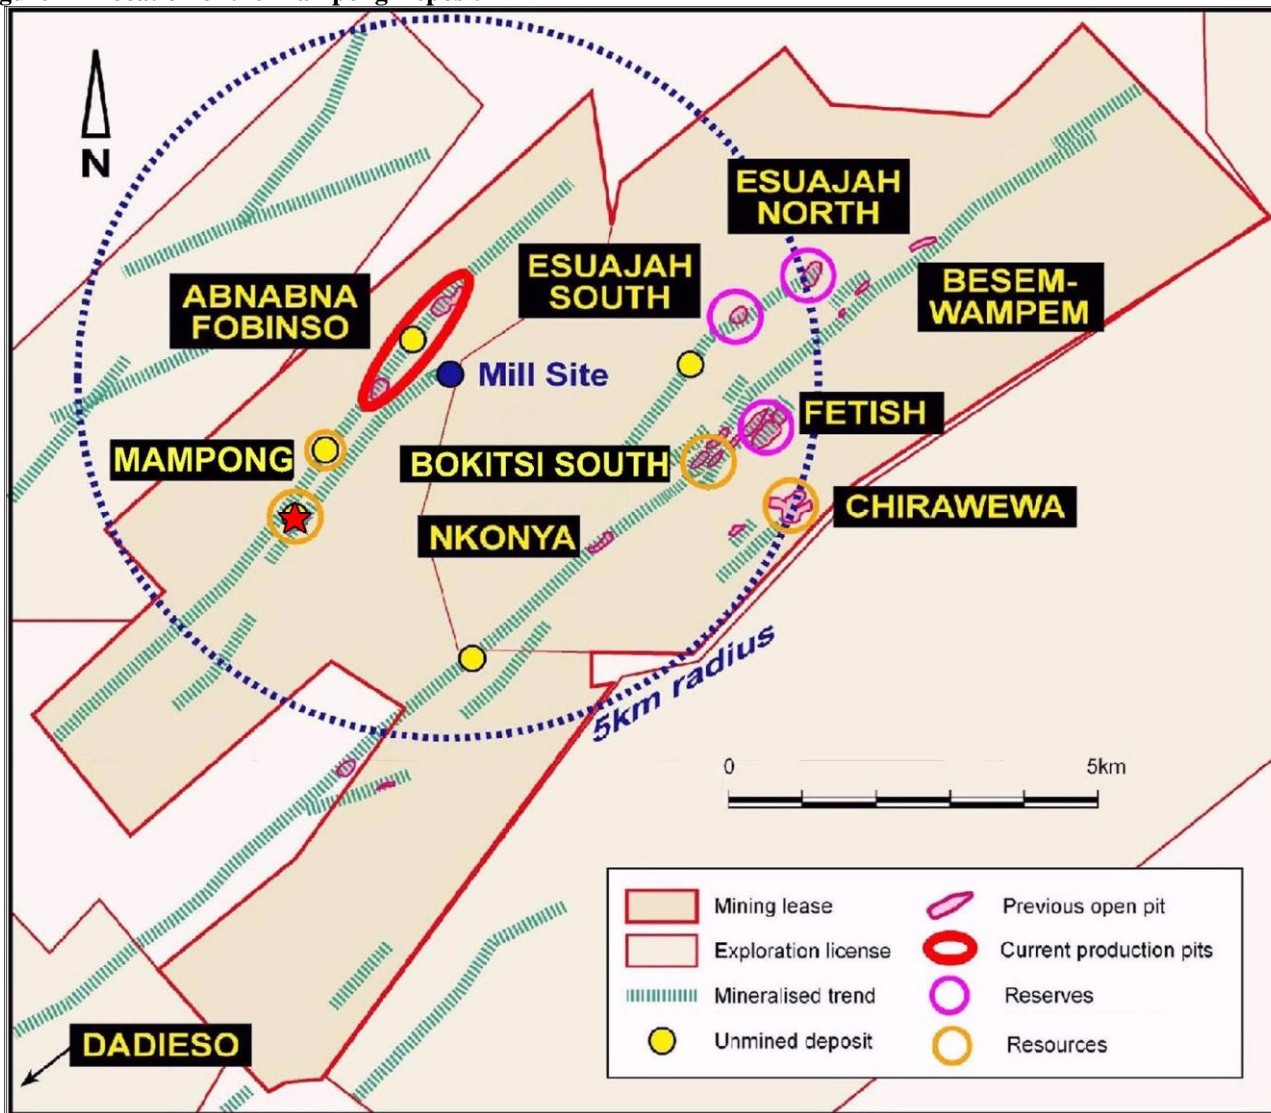 N
ESUAJAH
NORTH
ESUAJAH
SOUTH
BESEM-
WAMPEM
ABNABNA
FOBINSO
Mill Site
FETISH
MAMPONG
BOKITSI SOUTH
CHIRAWEWA
NKONYA
5km radius
0 5km
Mining lease
Exploration license
Mineralised trend
Unmined deposit
Previous open pit
Current production pits
Reserves
Resources
DADIESO